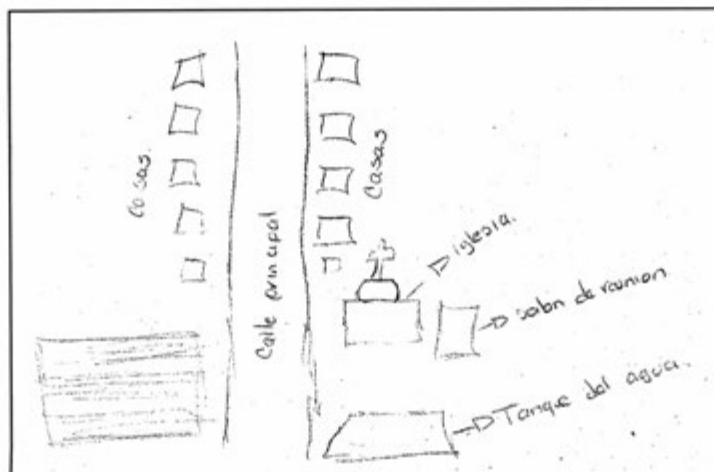 Casas.
Casas
Calle principal
iglesia.
salon de reunion
Tanque del agua.